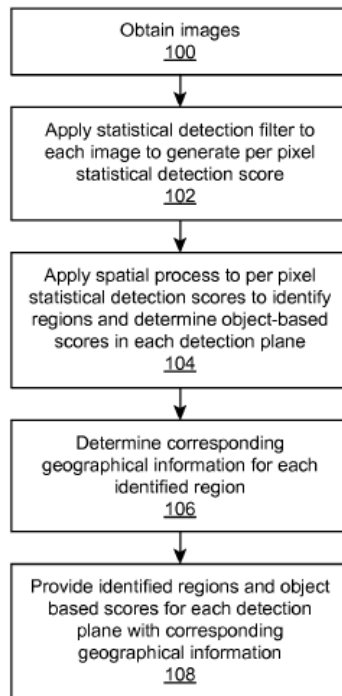 Obtain images
100
Apply statistical detection filter to
each image to generate per pixel
statistical detection score
102
Apply spatial process to per pixel
statistical detection scores to identify
regions and determine object-based
scores in each detection plane
104
Determine corresponding
geographical information for each
identified region
106
Provide identified regions and object
based scores for each detection
plane with corresponding
geographical information
108